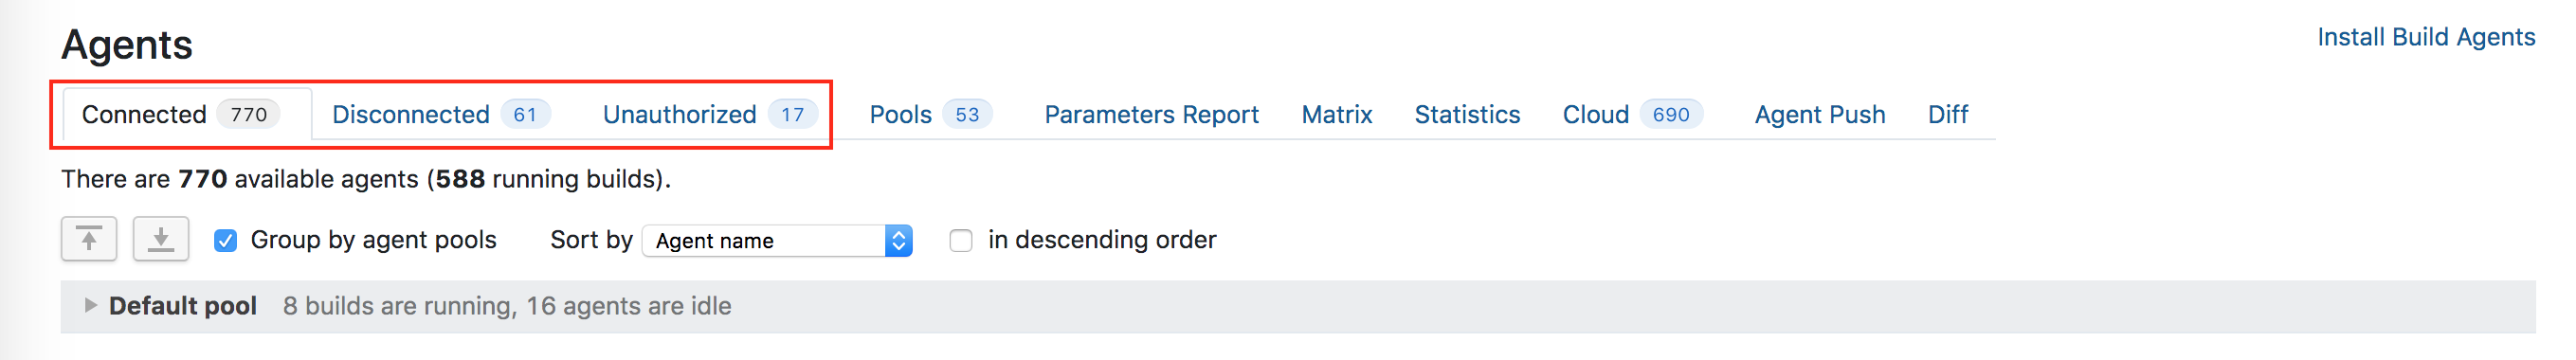 Agents
Install Build Agents
Connected 770 Disconnected 61 Unauthorized 17 Pools 53 Parameters Report Matrix Statistics Cloud 690 Agent Push Diff
There are 770 available agents (588 running builds).
Group by agent pools Sort by Agent name in descending order
Default pool 8 builds are running, 16 agents are idle